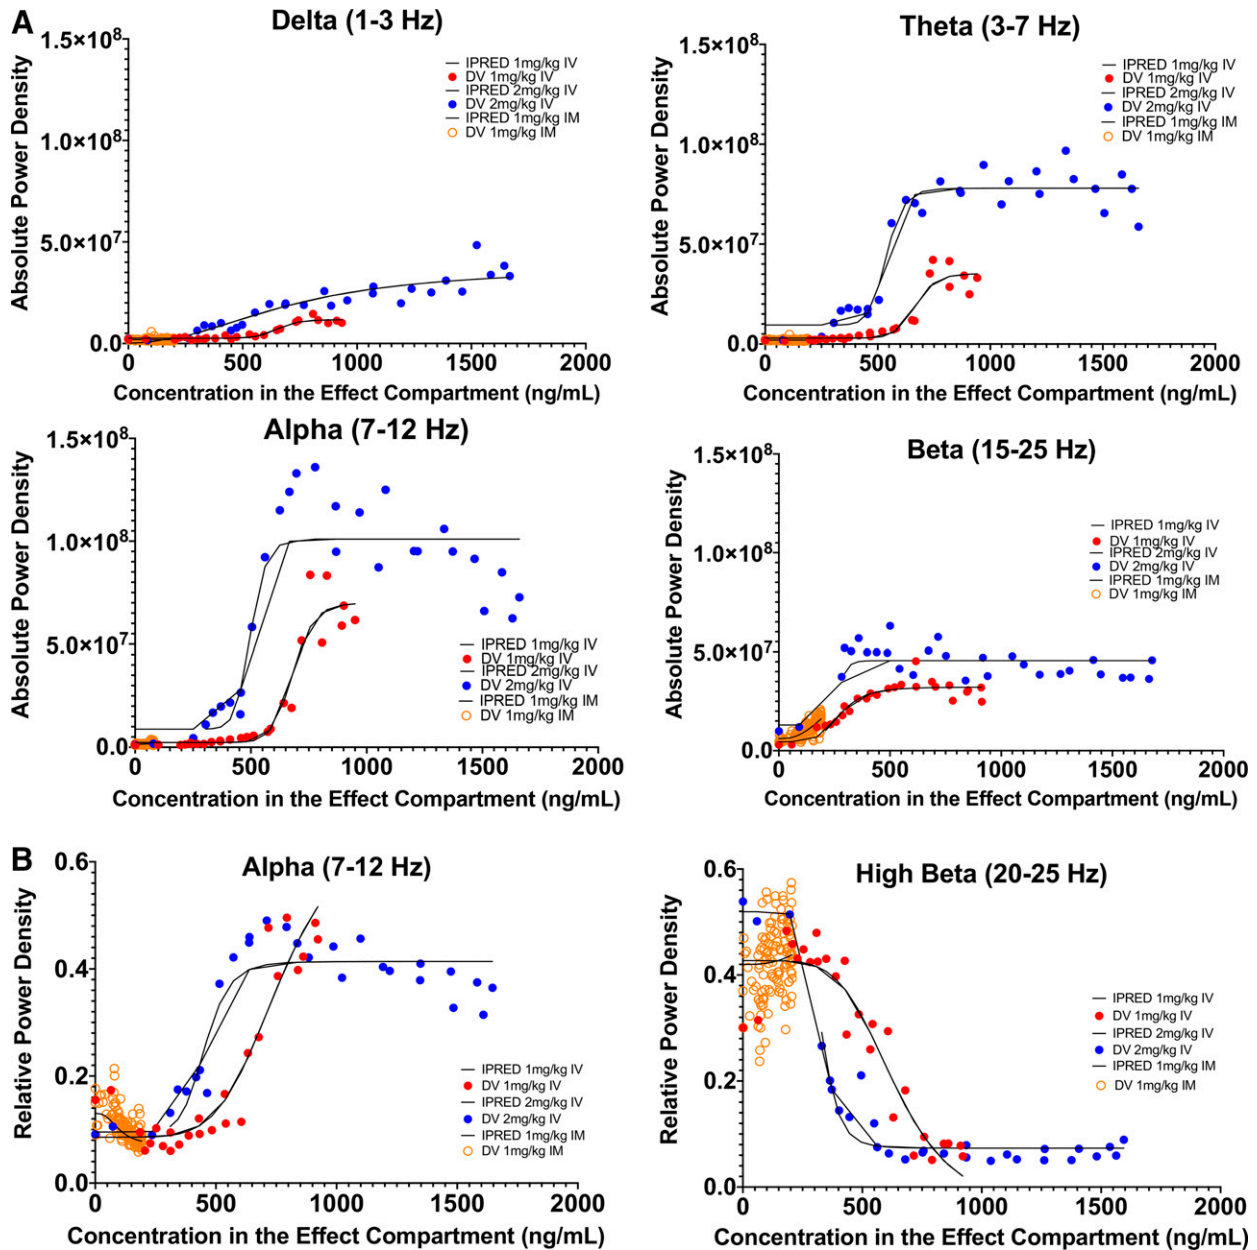 A
Delta (1-3 Hz)
1.5×10⁸
1.0×10⁸
5.0×10⁷
0.0
Absolute Power Density
IPRED 1mg/kg IV
DV 1mg/kg IV
IPRED 2mg/kg IV
DV 2mg/kg IV
IPRED 1mg/kg IM
DV 1mg/kg IM
0 500 1000 1500 2000
Concentration in the Effect Compartment (ng/mL)
Theta (3-7 Hz)
1.5×10⁸
1.0×10⁸
5.0×10⁷
0.0
Absolute Power Density
IPRED 1mg/kg IV
DV 1mg/kg IV
IPRED 2mg/kg IV
DV 2mg/kg IV
IPRED 1mg/kg IM
DV 1mg/kg IM
0 500 1000 1500 2000
Concentration in the Effect Compartment (ng/mL)
Alpha (7-12 Hz)
1.5×10⁸
1.0×10⁸
5.0×10⁷
0.0
Absolute Power Density
IPRED 1mg/kg IV
DV 1mg/kg IV
IPRED 2mg/kg IV
DV 2mg/kg IV
IPRED 1mg/kg IM
DV 1mg/kg IM
0 500 1000 1500 2000
Concentration in the Effect Compartment (ng/mL)
Beta (15-25 Hz)
1.5×10⁸
1.0×10⁸
5.0×10⁷
0.0
Absolute Power Density
IPRED 1mg/kg IV
DV 1mg/kg IV
IPRED 2mg/kg IV
DV 2mg/kg IV
IPRED 1mg/kg IM
DV 1mg/kg IM
0 500 1000 1500 2000
Concentration in the Effect Compartment (ng/mL)
B
Alpha (7-12 Hz)
0.6
0.4
0.2
0.0
Relative Power Density
IPRED 1mg/kg IV
DV 1mg/kg IV
IPRED 2mg/kg IV
DV 2mg/kg IV
IPRED 1mg/kg IM
DV 1mg/kg IM
0 500 1000 1500 2000
Concentration in the Effect Compartment (ng/mL)
High Beta (20-25 Hz)
0.6
0.4
0.2
0.0
Relative Power Density
IPRED 1mg/kg IV
DV 1mg/kg IV
IPRED 2mg/kg IV
DV 2mg/kg IV
IPRED 1mg/kg IM
DV 1mg/kg IM
0 500 1000 1500 2000
Concentration in the Effect Compartment (ng/mL)